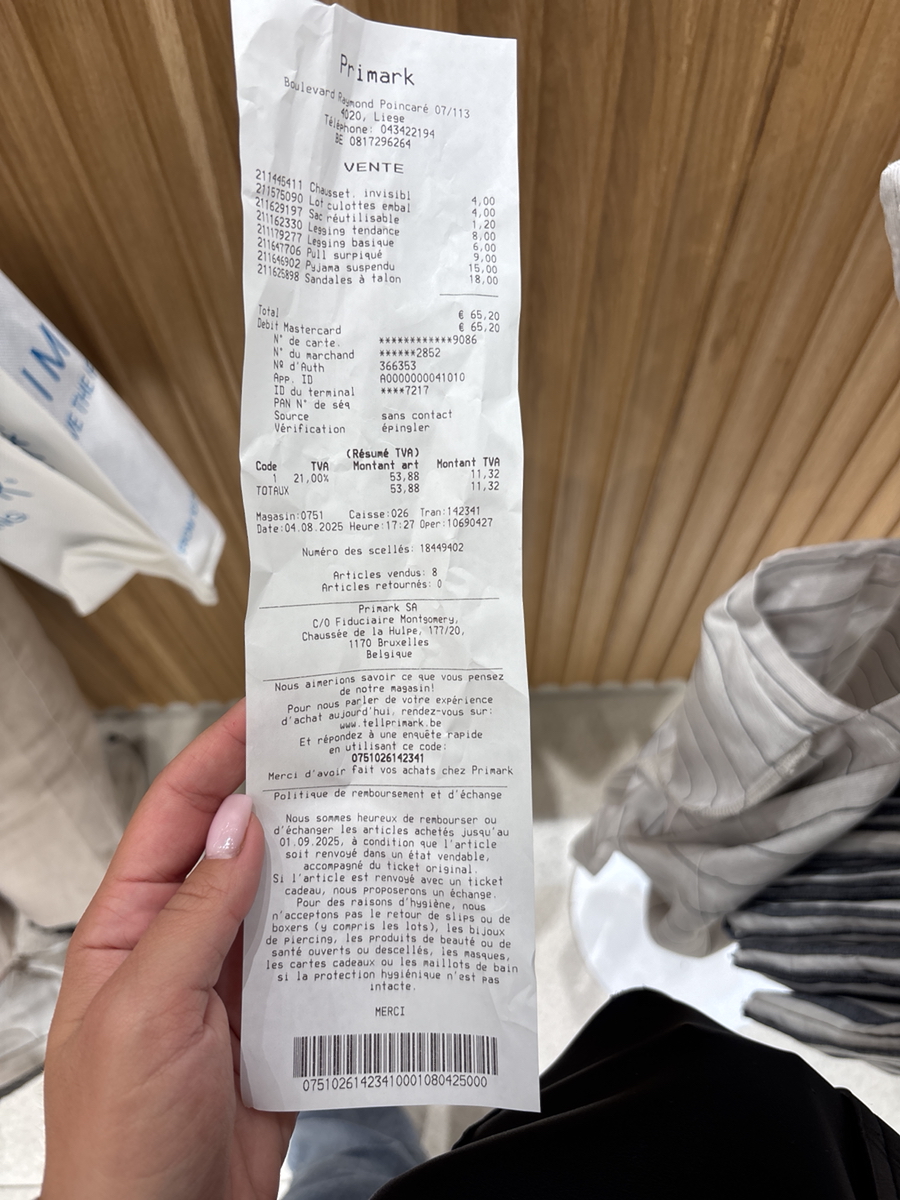 Primark
Boulevard Raymond Poincaré 07/113
4020, Liege
Téléphone: 043422194
BE 0817296264
VENTE
211445411 Chausset. invisibl 4,00
211575090 Lot culottes embal 4,00
211629197 Sac réutilisable 1,20
211162330 Legging tendance 8,00
211179277 Legging basique 6,00
211647706 Pull surpiqué 9,00
211646902 Pyjama suspendu 15,00
211625898 Sandales à talon 18,00
Total € 65,20
Debit Mastercard € 65,20
N° de carte. ************9086
N° du marchand ******2852
Nº d'Auth 366353
App. ID A0000000041010
ID du terminal ****7217
PAN N° de séq
Source sans contact
Vérification épingler
(Résumé TVA)
Code TVA Montant art Montant TVA
1 21,00% 53,88 11,32
TOTAUX 53,88 11,32
Magasin:0751 Caisse:026 Tran:142341
Date:04.08.2025 Heure:17:27 Oper:10690427
Numéro des scellés: 18449402
Articles vendus: 8
Articles retournés: 0
Primark SA
C/O Fiduciaire Montgomery,
Chaussée de la Hulpe, 177/20,
1170 Bruxelles
Belgique
Nous aimerions savoir ce que vous pensez
de notre magasin!
Pour nous parler de votre expérience
d'achat aujourd'hui, rendez-vous sur:
www.tellprimark.be
Et répondez à une enquête rapide
en utilisant ce code:
0751026142341
Merci d'avoir fait vos achats chez Primark
Politique de remboursement et d'échange
Nous sommes heureux de rembourser ou
d'échanger les articles achetés jusqu'au
01.09.2025, à condition que l'article
soit renvoyé dans un état vendable,
accompagné du ticket original.
Si l'article est renvoyé avec un ticket
cadeau, nous proposerons un échange.
Pour des raisons d'hygiène, nous
n'acceptons pas le retour de slips ou de
boxers (y compris les lots), les bijoux
de piercing, les produits de beauté ou de
santé ouverts ou descellés, les masques,
les cartes cadeaux ou les maillots de bain
si la protection hygiénique n'est pas
intacte.
MERCI
07510261423410001080425000
I'M
THE